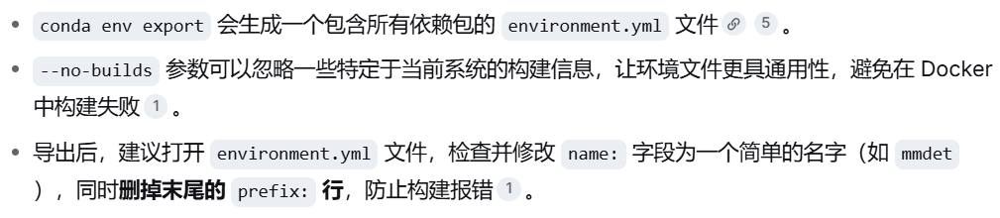 • conda env export 会生成一个包含所有依赖包的 environment.yml 文件 5 。
• --no-builds 参数可以忽略一些特定于当前系统的构建信息，让环境文件更具通用性，避免在 Docker
中构建失败 1 。
• 导出后，建议打开 environment.yml 文件，检查并修改 name: 字段为一个简单的名字（如 mmdet
），同时删掉末尾的 prefix: 行，防止构建报错 1 。